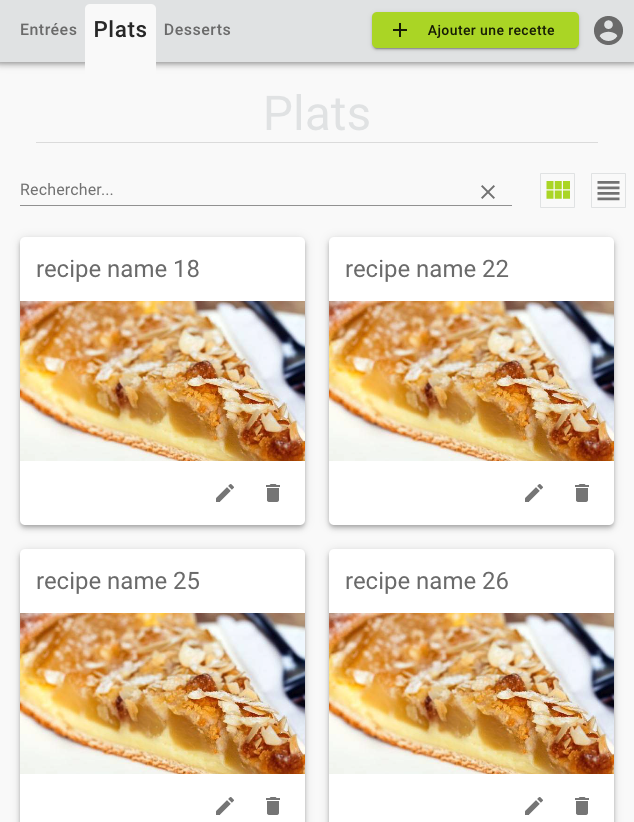 Entrées Plats Desserts Ajouter une recette
Plats
Rechercher...
recipe name 18 recipe name 22
recipe name 25 recipe name 26